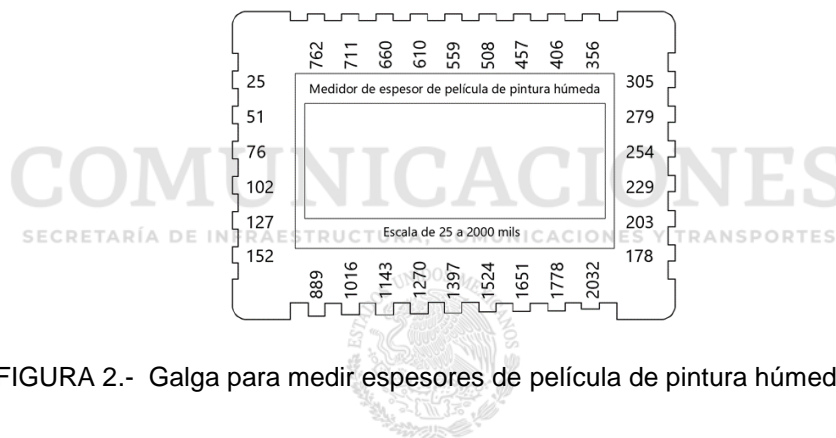 762 711 660 610 559 508 457 406 356
25 305
Medidor de espesor de película de pintura húmeda
51 279
76 254
COMUNICACIONES
102 229
127 203
Escala de 25 a 2000 mils
SECRETARÍA DE INFRAESTRUCTURA, COMUNICACIONES Y TRANSPORTES
152 178
889 1016 1143 1270 1397 1524 1651 1778 2032
ESTADOS UNIDOS MEXICANOS
FIGURA 2.- Galga para medir espesores de película de pintura húmed